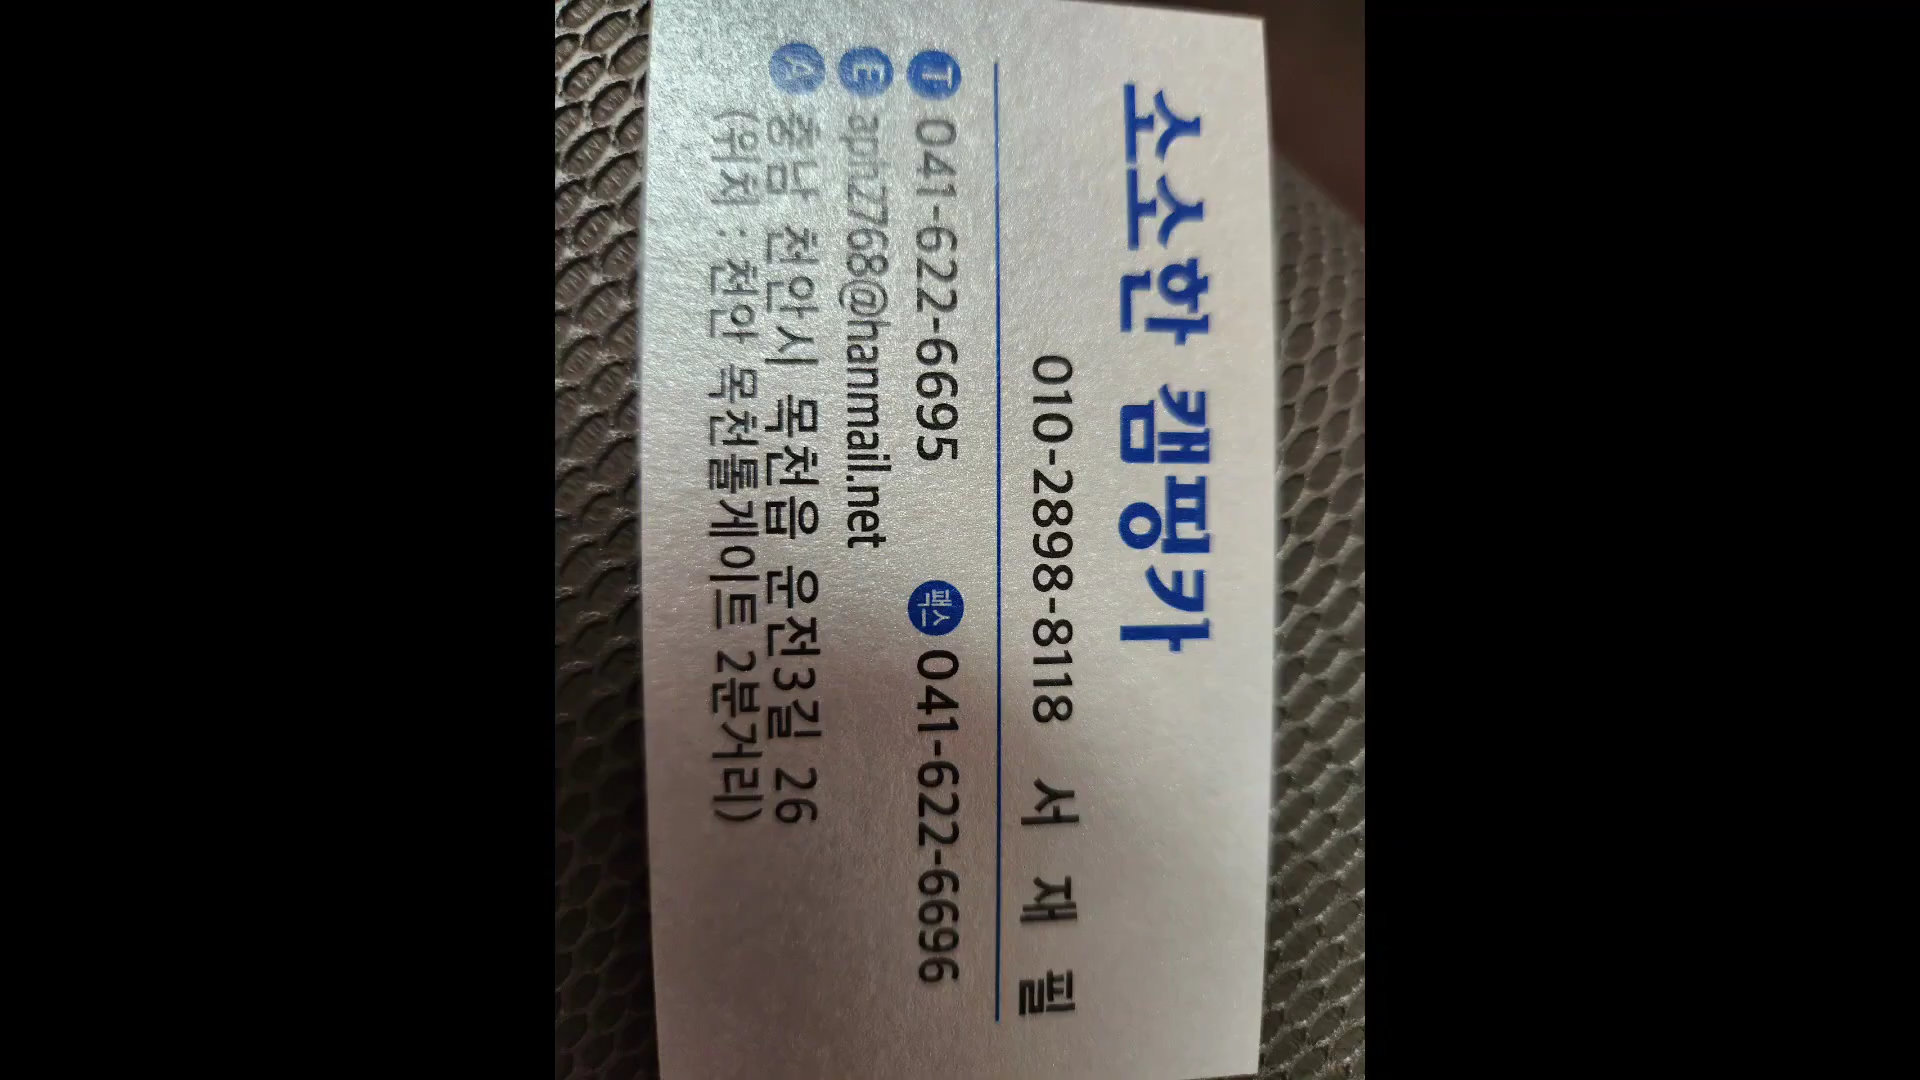 소소한 캠핑카
010-2898-8118 서 재 필
T 041-622-6695 팩스 041-622-6696
E aphz768@hanmail.net
A 충남 천안시 목천읍 운전3길 26
(위치 : 천안 목천톨게이트 2분거리)